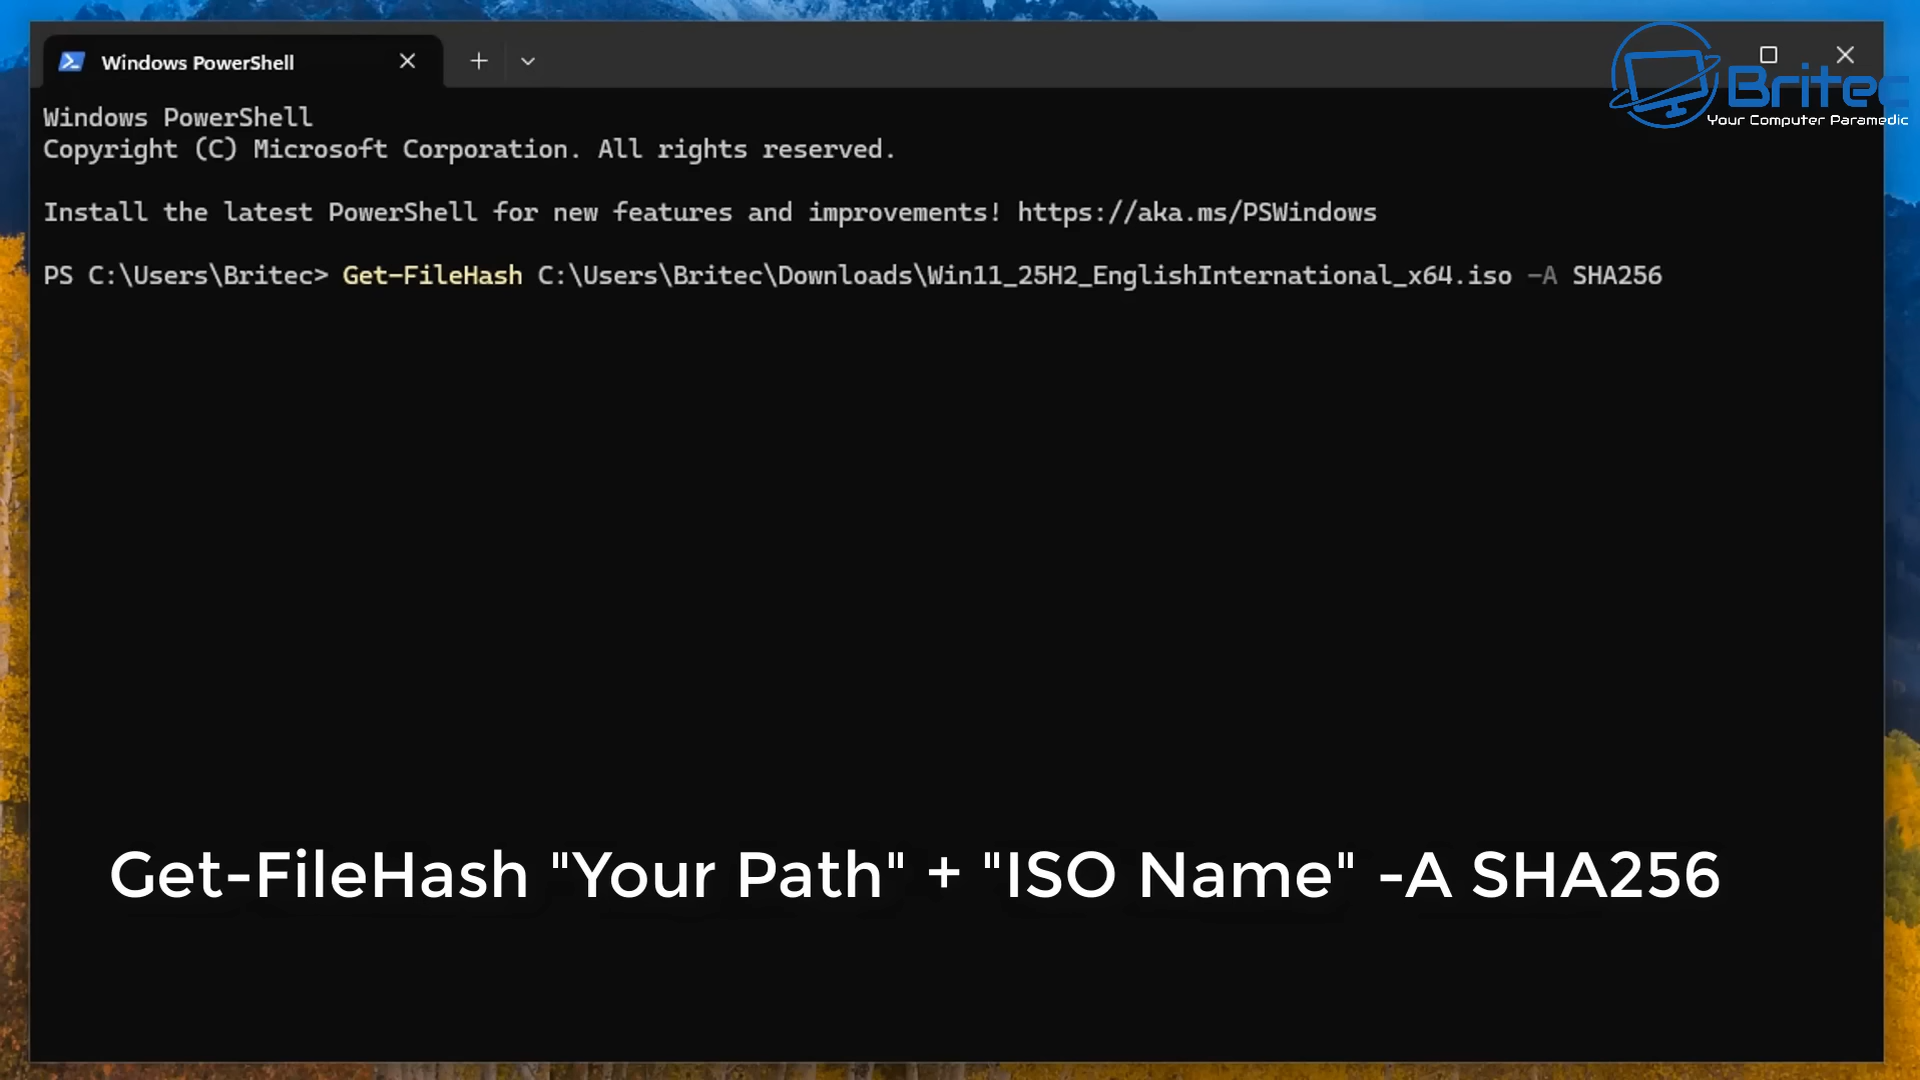 Windows PowerShell
Britec
Your Computer Paramedic
Windows PowerShell
Copyright (C) Microsoft Corporation. All rights reserved.
Install the latest PowerShell for new features and improvements! https://aka.ms/PSWindows
PS C:\Users\Britec> Get-FileHash C:\Users\Britec\Downloads\Win11_25H2_EnglishInternational_x64.iso -A SHA256
Get-FileHash "Your Path" + "ISO Name" -A SHA256